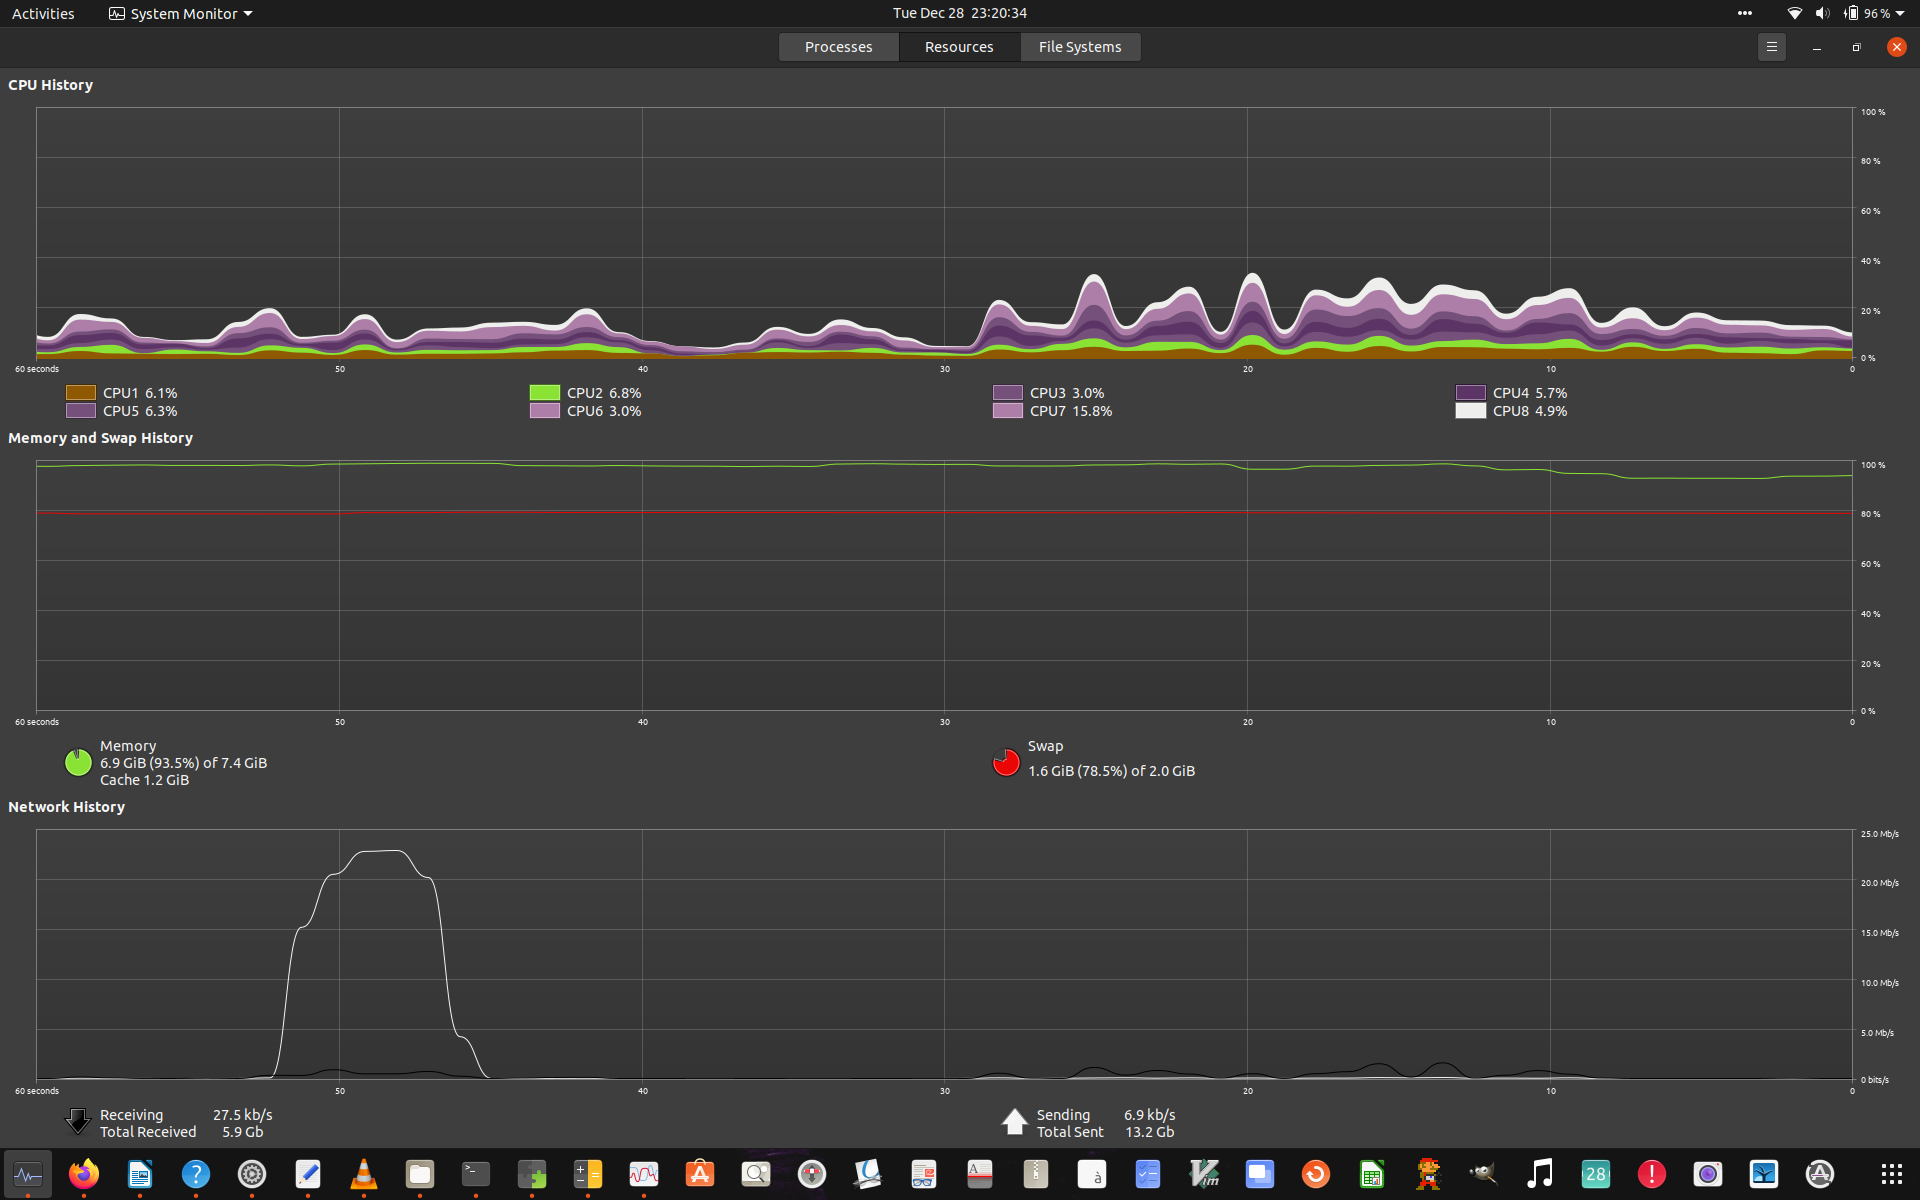 Activities System Monitor Tue Dec 28 23:20:34 96 %
Processes Resources File Systems
CPU History
100 %
80 %
60 %
40 %
20 %
0 %
60 seconds 50 40 30 20 10 0
CPU1 6.1% CPU2 6.8% CPU3 3.0% CPU4 5.7%
CPU5 6.3% CPU6 3.0% CPU7 15.8% CPU8 4.9%
Memory and Swap History
100 %
80 %
60 %
40 %
20 %
0 %
60 seconds 50 40 30 20 10 0
Memory
6.9 GiB (93.5%) of 7.4 GiB
Cache 1.2 GiB
Swap
1.6 GiB (78.5%) of 2.0 GiB
Network History
25.0 Mb/s
20.0 Mb/s
15.0 Mb/s
10.0 Mb/s
5.0 Mb/s
0 bits/s
60 seconds 50 40 30 20 10 0
Receiving 27.5 kb/s
Total Received 5.9 Gb
Sending 6.9 kb/s
Total Sent 13.2 Gb
28